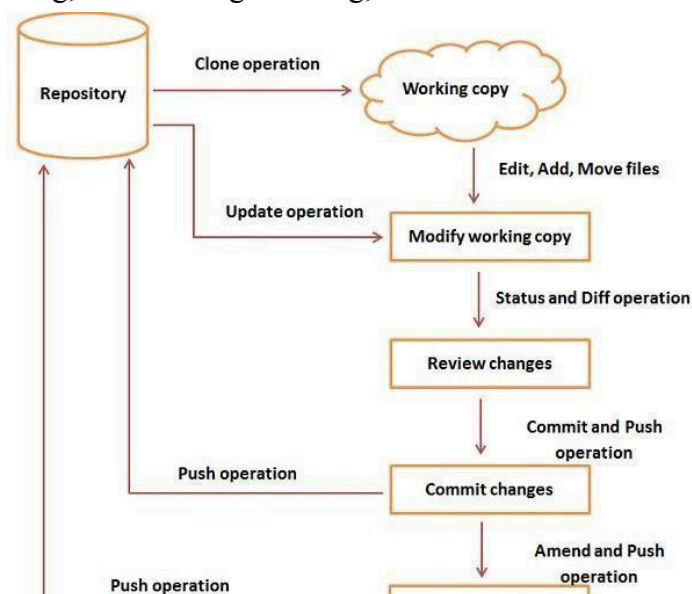 Clone operation
Repository
Working copy
Edit, Add, Move files
Update operation
Modify working copy
Status and Diff operation
Review changes
Commit and Push
operation
Push operation
Commit changes
Amend and Push
operation
Push operation